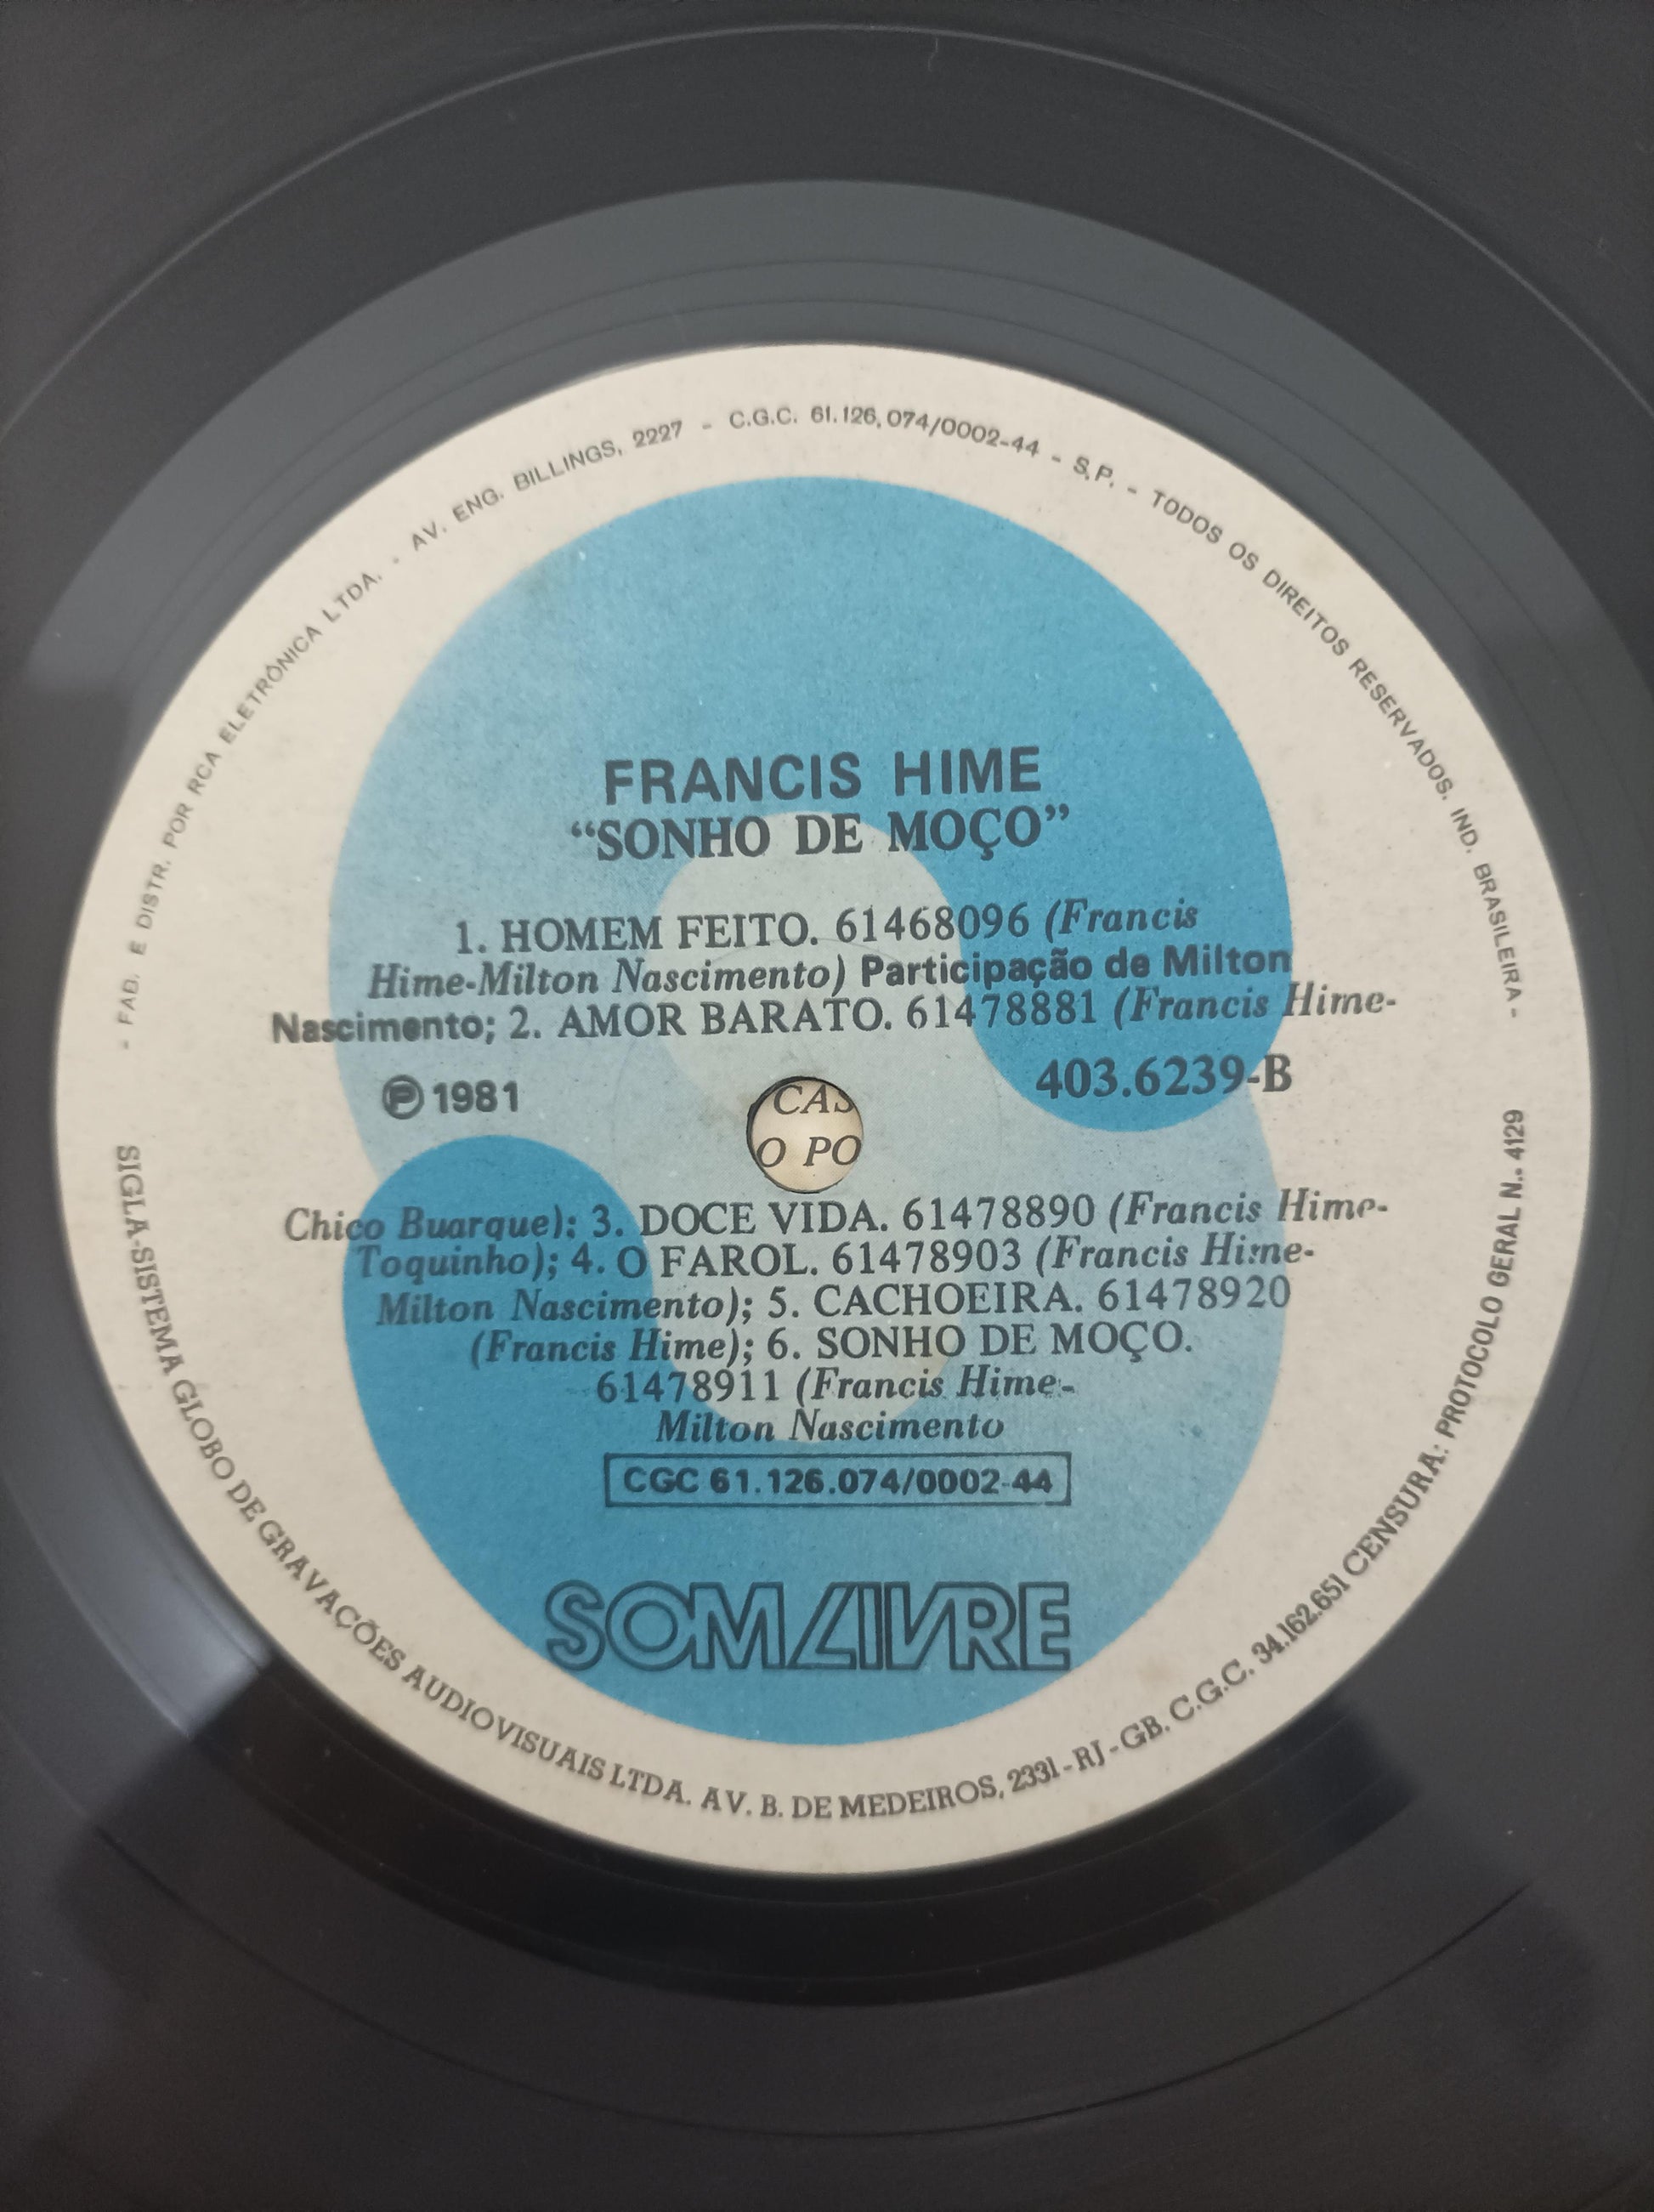 - FAB. E DISTR. POR RCA ELETRÔNICA LTDA. - AV. ENG. BILLINGS, 2227 - C.G.C. 61.126.074/0002-44 - S.P. - TODOS OS DIREITOS RESERVADOS. IND. BRASILEIRA -
FRANCIS HIME
“SONHO DE MOÇO”
1. HOMEM FEITO. 61468096 (Francis
Hime-Milton Nascimento) Participação de Milton
Nascimento; 2. AMOR BARATO. 61478881 (Francis Hime-
℗ 1981
403.6239-B
CAS
O PO
Chico Buarque); 3. DOCE VIDA. 61478890 (Francis Hime-
Toquinho); 4. O FAROL. 61478903 (Francis Hime-
Milton Nascimento); 5. CACHOEIRA. 61478920
(Francis Hime); 6. SONHO DE MOÇO.
61478911 (Francis Hime-
Milton Nascimento
CGC 61.126.074/0002-44
SOM LIVRE
SIGLA-SISTEMA GLOBO DE GRAVAÇÕES AUDIOVISUAIS LTDA. AV. B. DE MEDEIROS, 2331 - RJ - GB. C.G.C. 34.162.651 CENSURA: PROTOCOLO GERAL N.. 4129